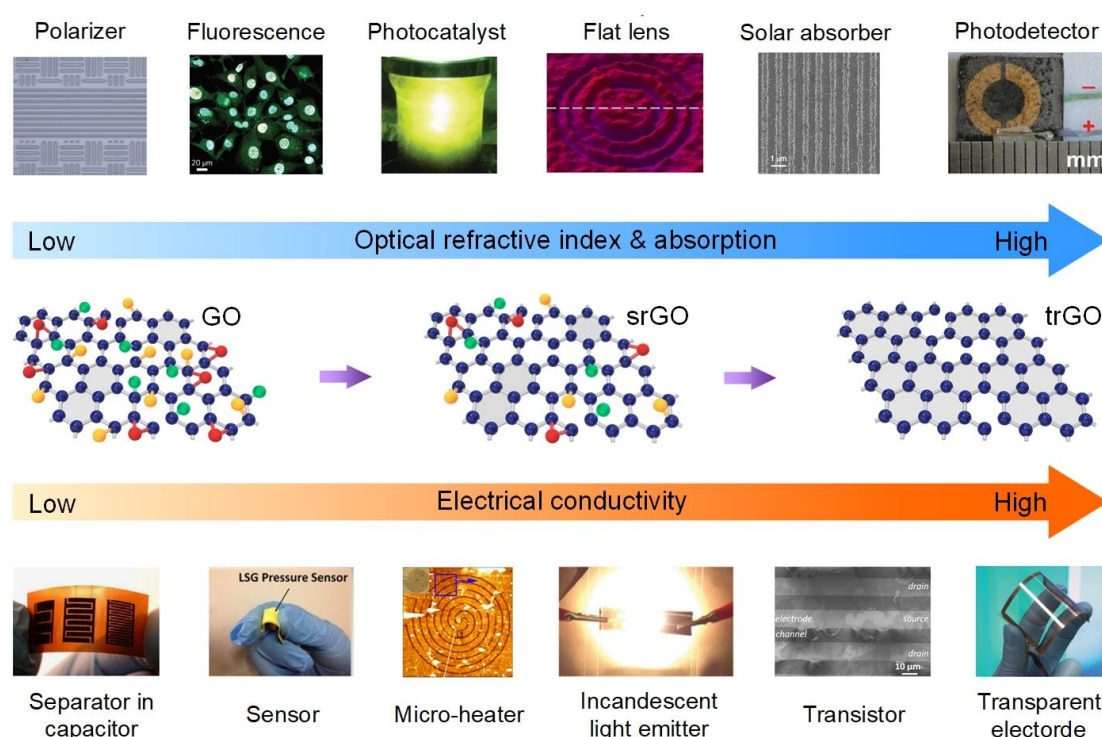 Polarizer
Fluorescence
Photocatalyst
Flat lens
Solar absorber
Photodetector
20 μm
1 μm
−
+
mm
Low
Optical refractive index & absorption
High
GO
srGO
trGO
Low
Electrical conductivity
High
LSG Pressure Sensor
drain
electrode
source
channel
drain
10 μm
Separator in
capacitor
Sensor
Micro-heater
Incandescent
light emitter
Transistor
Transparent
electorde